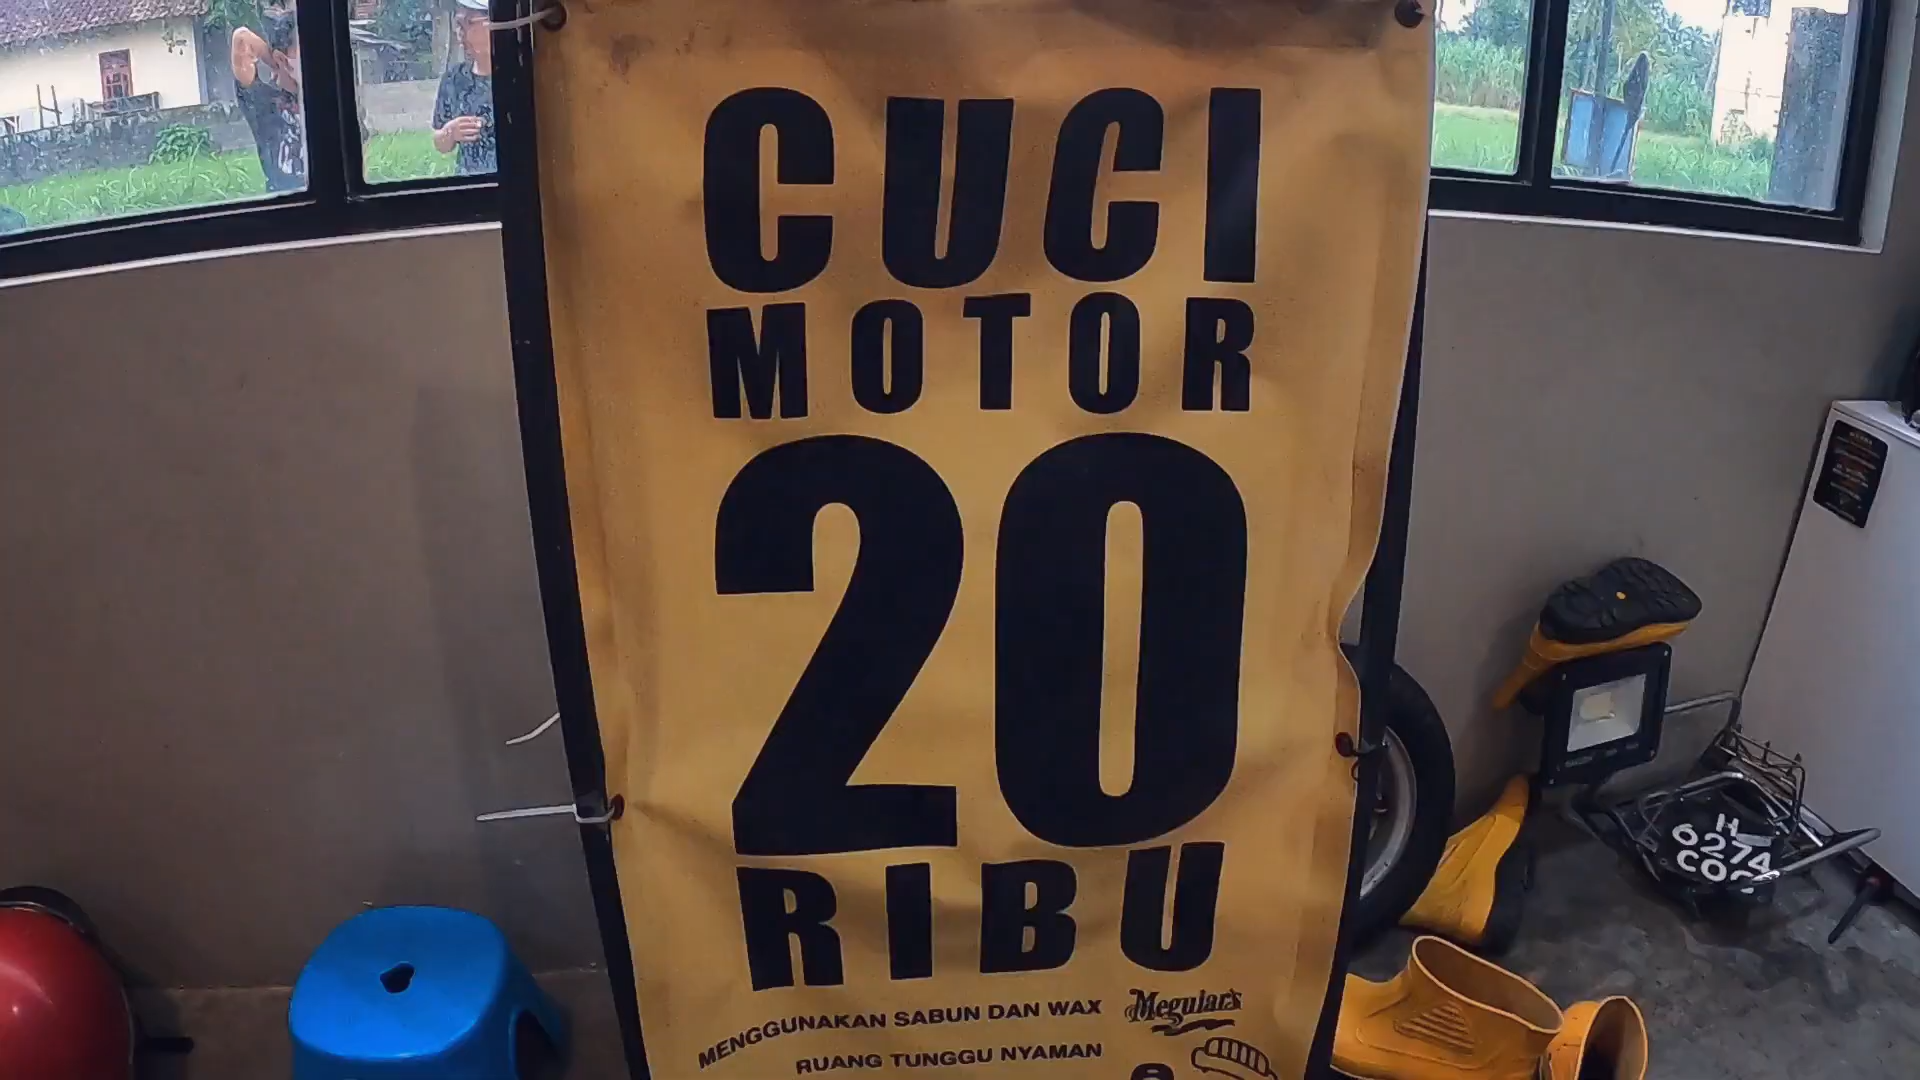 CUCI
MOTOR
20
RIBU
MENGGUNAKAN SABUN DAN WAX Meguiar's
RUANG TUNGGU NYAMAN
H
6274